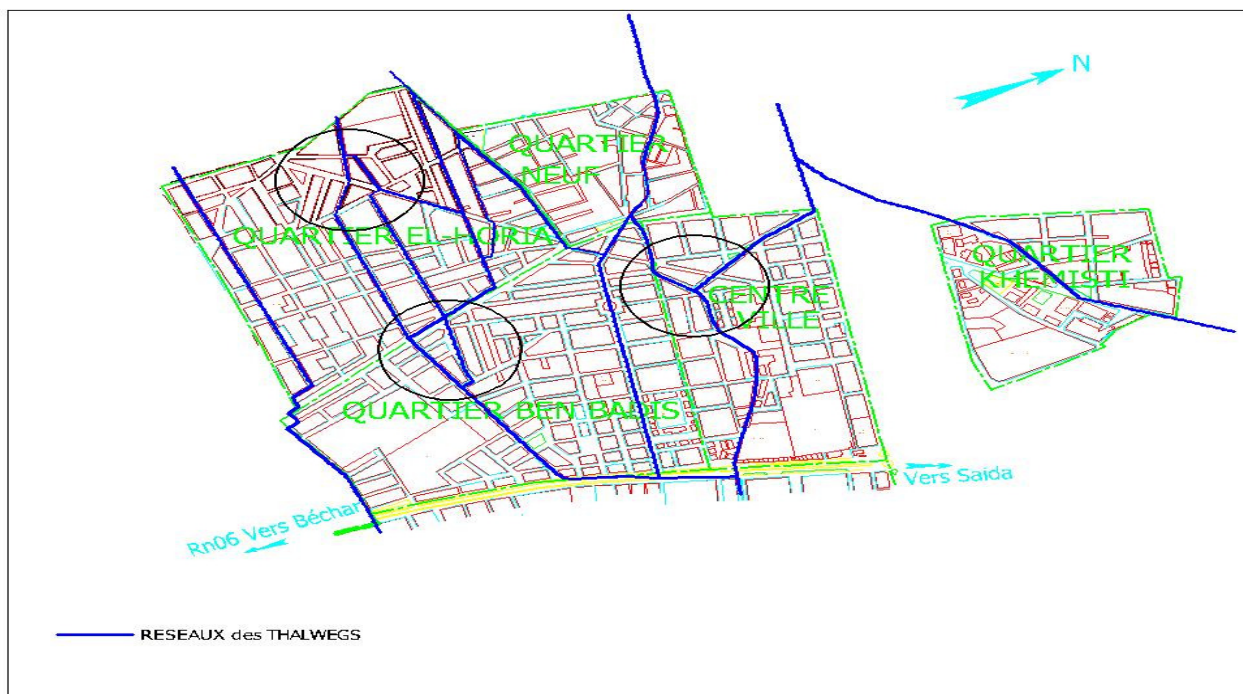 N
QUARTIER
NEUF
QUARTIER EL-HORIA
QUARTIER
KHEMISTI
CENTRE
VILLE
QUARTIER BEN BADIS
Vers Saida
Rn06 Vers Béchar
RESEAUX des THALWEGS